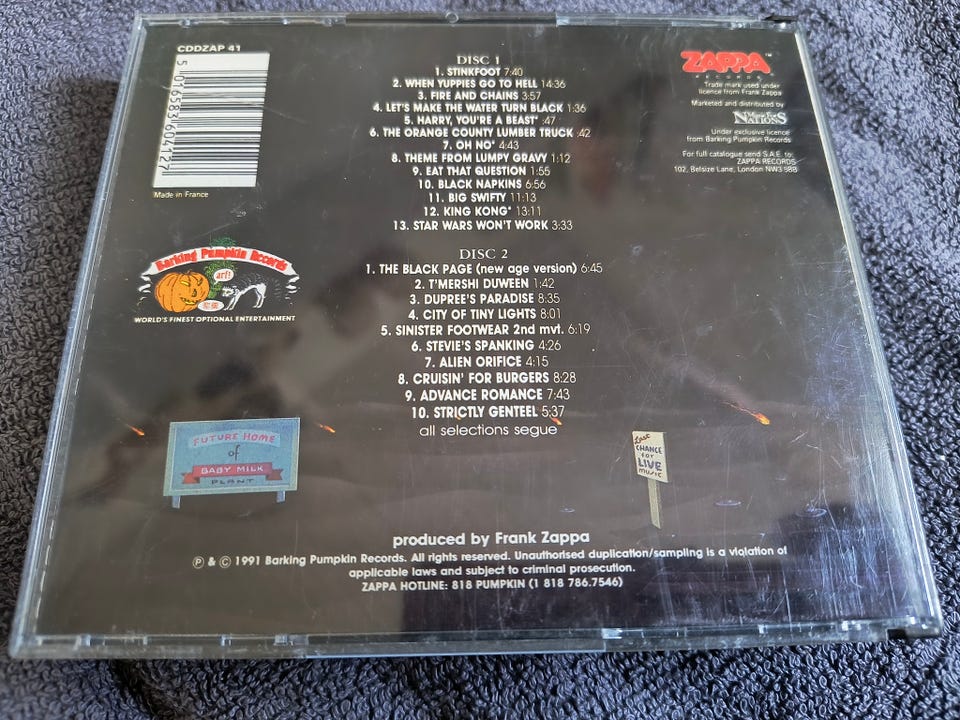 CDDZAP 41
5 016583 604127
Made in France
DISC 1
1. STINKFOOT 7:40
2. WHEN YUPPIES GO TO HELL 14:36
3. FIRE AND CHAINS 3:57
4. LET'S MAKE THE WATER TURN BLACK 1:36
5. HARRY, YOU'RE A BEAST* :47
6. THE ORANGE COUNTY LUMBER TRUCK :42
7. OH NO* 4:43
8. THEME FROM LUMPY GRAVY 1:12
9. EAT THAT QUESTION 1:55
10. BLACK NAPKINS 6:56
11. BIG SWIFTY 11:13
12. KING KONG* 13:11
13. STAR WARS WON'T WORK 3:33
DISC 2
1. THE BLACK PAGE (new age version) 6:45
2. T'MERSHI DUWEEN 1:42
3. DUPREE'S PARADISE 8:35
4. CITY OF TINY LIGHTS 8:01
5. SINISTER FOOTWEAR 2nd mvt. 6:19
6. STEVIE'S SPANKING 4:26
7. ALIEN ORIFICE 4:15
8. CRUISIN' FOR BURGERS 8:28
9. ADVANCE ROMANCE 7:43
10. STRICTLY GENTEEL 5:37
all selections segue
ZAPPA™
RECORDS
Trade mark used under
licence from Frank Zappa
Marketed and distributed by
NATIONS
Under exclusive licence
from Barking Pumpkin Records
For full catalogue send S.A.E. to:
ZAPPA RECORDS
102, Belsize Lane, London NW3 5BB
Barking Pumpkin Records
arf!
WORLD'S FINEST OPTIONAL ENTERTAINMENT
FUTURE HOME
of
BABY MILK
PLANT
Last
CHANCE
FOR
LIVE
MUSIC
produced by Frank Zappa
℗ & © 1991 Barking Pumpkin Records. All rights reserved. Unauthorised duplication/sampling is a violation of
applicable laws and subject to criminal prosecution.
ZAPPA HOTLINE: 818 PUMPKIN (1 818 786.7546)